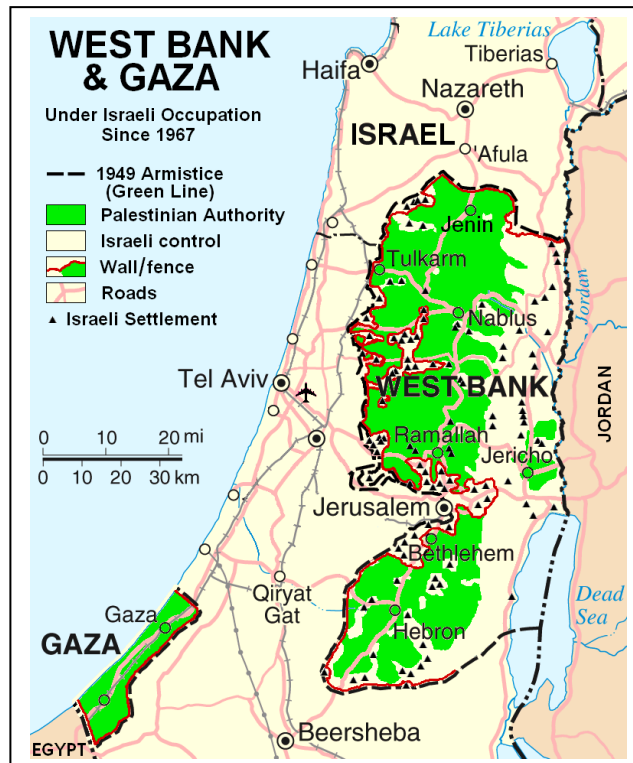 WEST BANK
& GAZA
Under Israeli Occupation
Since 1967
1949 Armistice
(Green Line)
Palestinian Authority
Israeli control
Wall/fence
Roads
Israeli Settlement
Lake Tiberias
Tiberias
Haifa
Nazareth
ISRAEL
'Afula
Jenin
Tulkarm
Nablus
Jordan
Tel Aviv
WEST BANK
JORDAN
0 10 20 mi
0 10 20 30 km
Ramallah
Jericho
Jerusalem
Bethlehem
Qiryat
Gat
Dead
Sea
Gaza
Hebron
GAZA
Beersheba
EGYPT